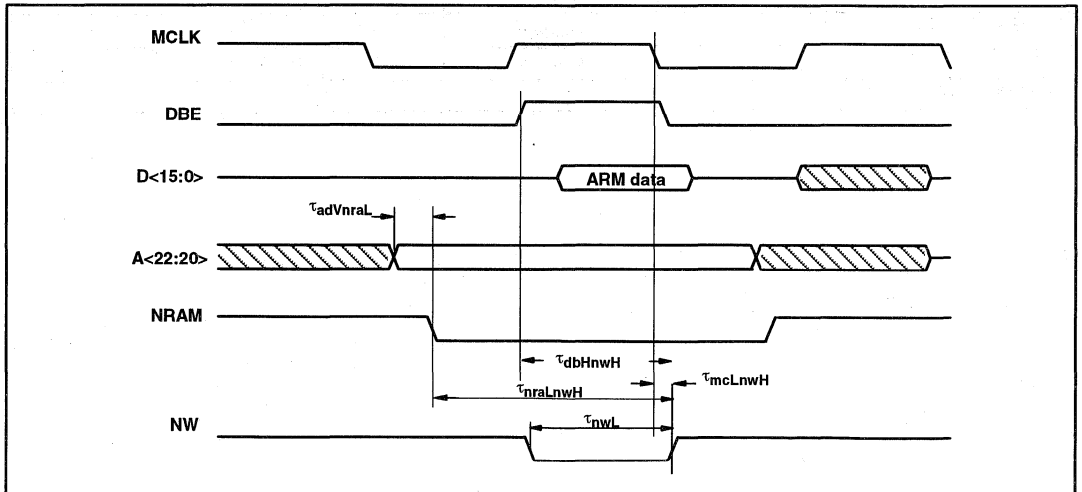 MCLK
DBE
D<15:0>
ARM data
τadVnraL
A<22:20>
NRAM
τdbHnwH
τmcLnwH
τnraLnwH
τnwL
NW